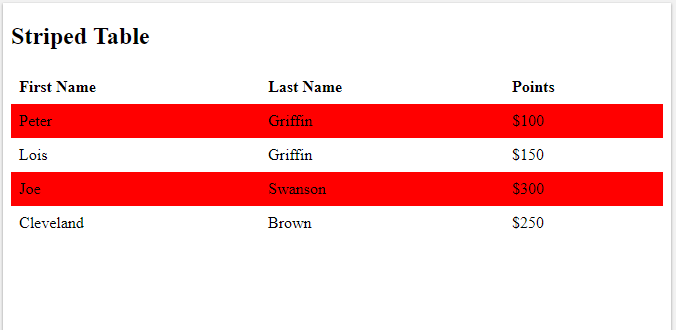 Striped Table
First Name Last Name Points
Peter Griffin $100
Lois Griffin $150
Joe Swanson $300
Cleveland Brown $250